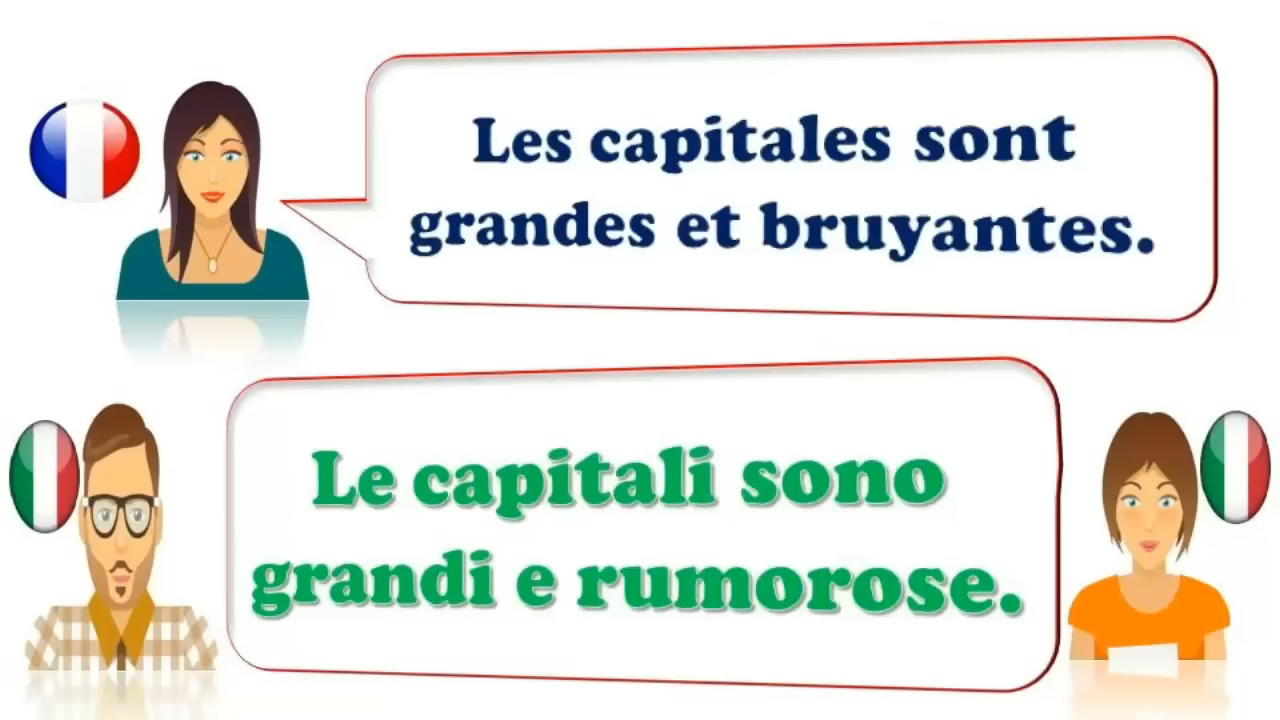 Les capitales sont
grandes et bruyantes.
Le capitali sono
grandi e rumorose.